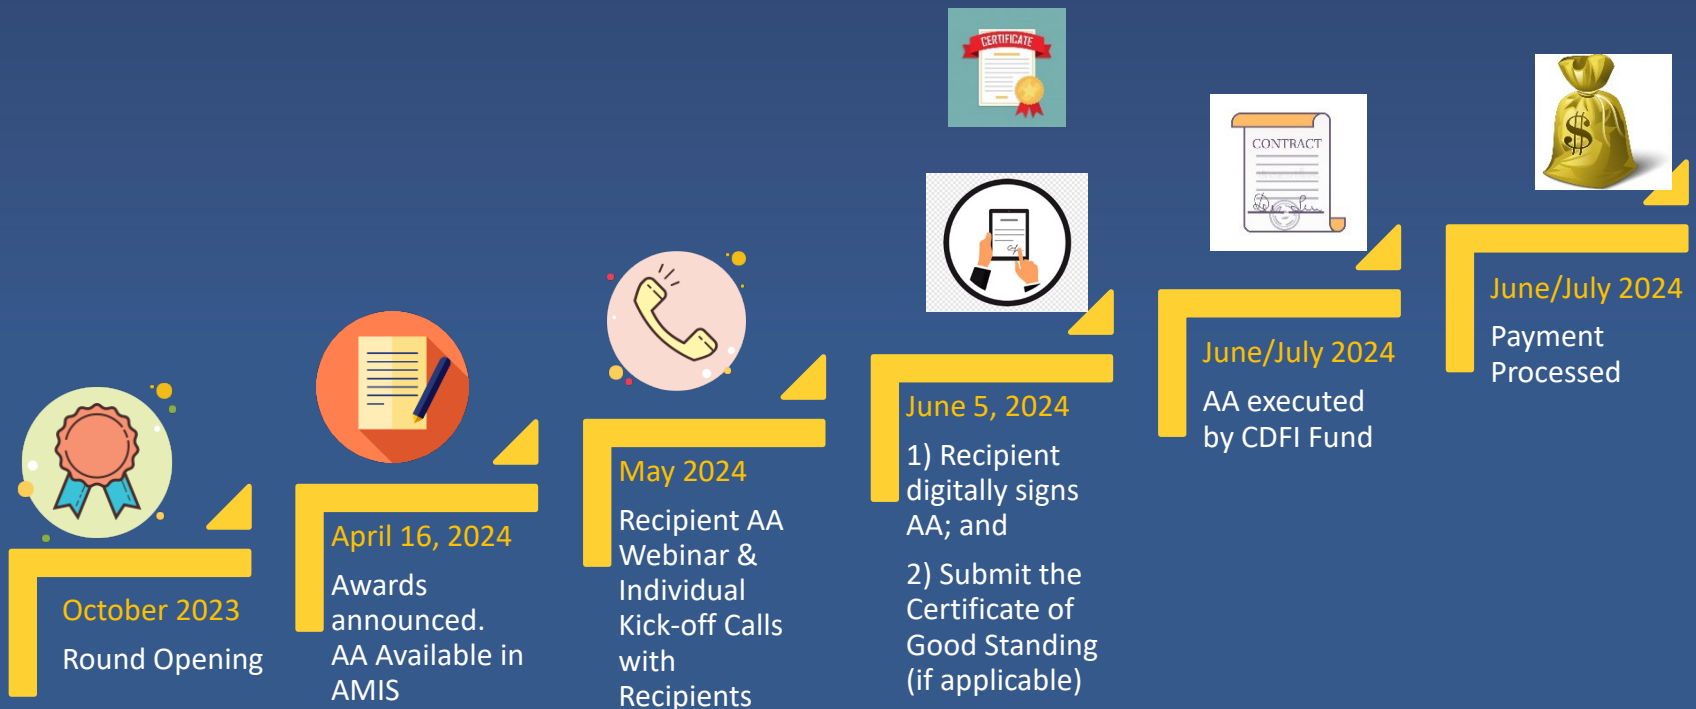 October 2023
Round Opening
April 16, 2024
Awards
announced.
AA Available in
AMIS
May 2024
Recipient AA
Webinar &
Individual
Kick-off Calls
with
Recipients
CERTIFICATE
June 5, 2024
1) Recipient
digitally signs
AA; and
2) Submit the
Certificate of
Good Standing
(if applicable)
CONTRACT
June/July 2024
AA executed
by CDFI Fund
$
June/July 2024
Payment
Processed